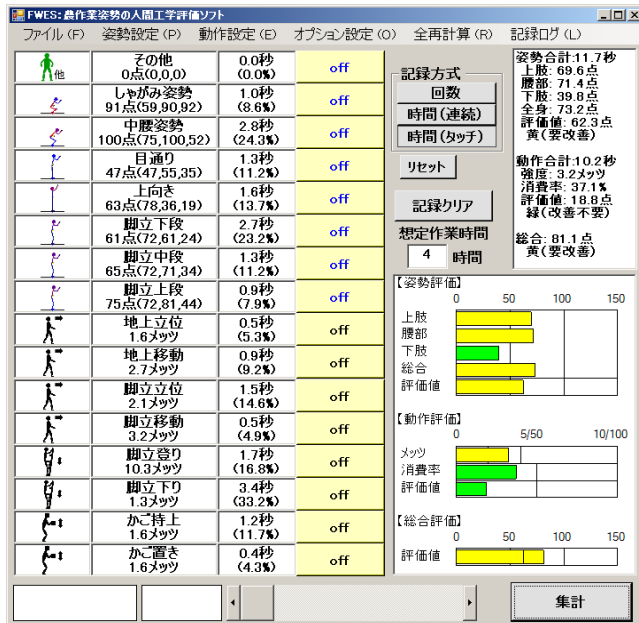 FWES: 農作業姿勢の人間工学評価ソフト
ファイル (F) 姿勢設定 (P) 動作設定 (E) オプション設定 (O) 全再計算 (R) 記録ログ (L)
他 その他 0.0秒 off
0点(0,0,0) (0.0%)
しゃがみ姿勢 1.0秒 off
91点(59,90,92) (8.6%)
中腰姿勢 2.8秒 off
100点(75,100,52) (24.3%)
目通り 1.3秒 off
47点(47,55,35) (11.2%)
上向き 1.6秒 off
63点(78,36,19) (13.7%)
脚立下段 2.7秒 off
61点(72,61,24) (23.2%)
脚立中段 1.3秒 off
65点(72,71,34) (11.2%)
脚立上段 0.9秒 off
75点(72,81,44) (7.9%)
地上立位 0.5秒 off
1.6メッツ (5.3%)
地上移動 0.9秒 off
2.7メッツ (9.2%)
脚立立位 1.5秒 off
2.1メッツ (14.6%)
脚立移動 0.5秒 off
3.2メッツ (4.9%)
脚立登り 1.7秒 off
10.3メッツ (16.8%)
脚立下り 3.4秒 off
1.3メッツ (33.2%)
かご持上 1.2秒 off
1.6メッツ (11.7%)
かご置き 0.4秒 off
1.6メッツ (4.3%)
記録方式
回数
時間(連続)
時間(タッチ)
リセット
記録クリア
想定作業時間
4 時間
姿勢合計:11.7秒
上肢: 69.6点
腰部: 71.4点
下肢: 39.8点
全身: 73.2点
評価値: 62.3点
黄(要改善)
動作合計:10.2秒
強度: 3.2メッツ
消費率: 37.1%
評価値: 18.8点
緑(改善不要)
総合: 81.1点
黄(要改善)
【姿勢評価】
0 50 100 150
上肢
腰部
下肢
総合
評価値
【動作評価】
0 5/50 10/100
メッツ
消費率
評価値
【総合評価】
0 50 100 150
評価値
集計